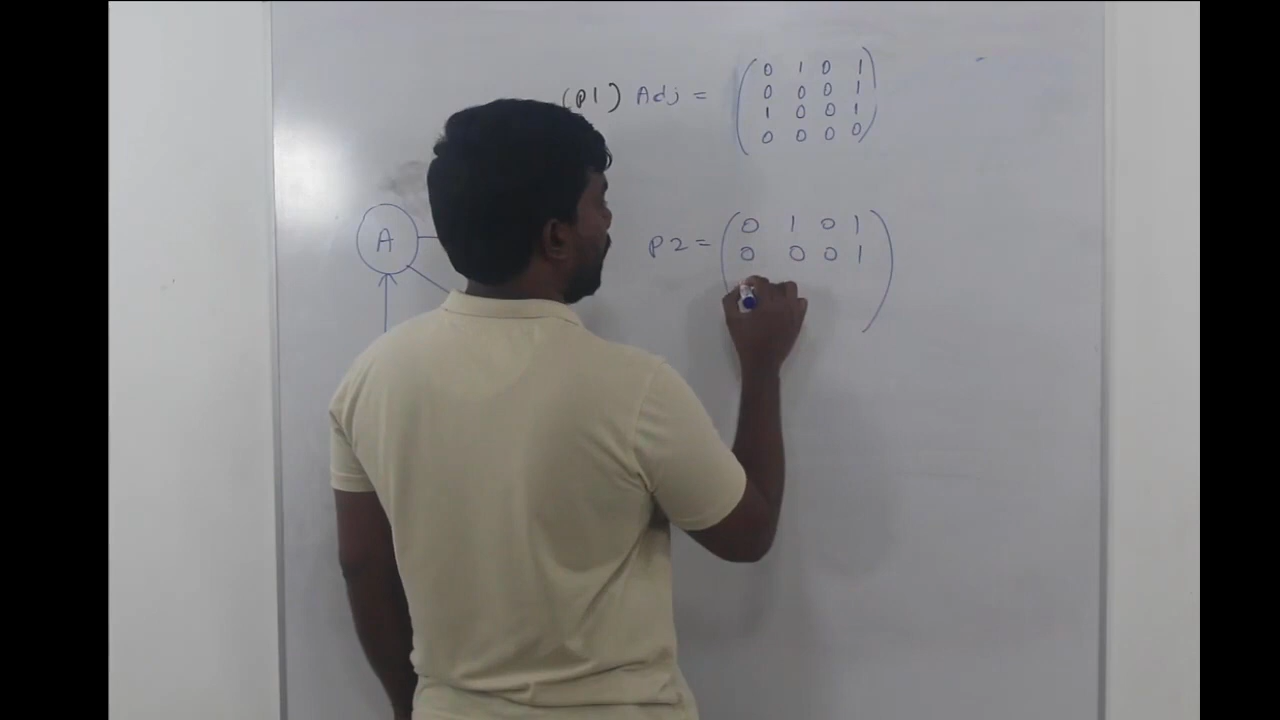 (P1) Adj =
0 1 0 1
0 0 0 1
1 0 0 1
0 0 0 0
A
P2 =
0 1 0 1
0 0 0 1